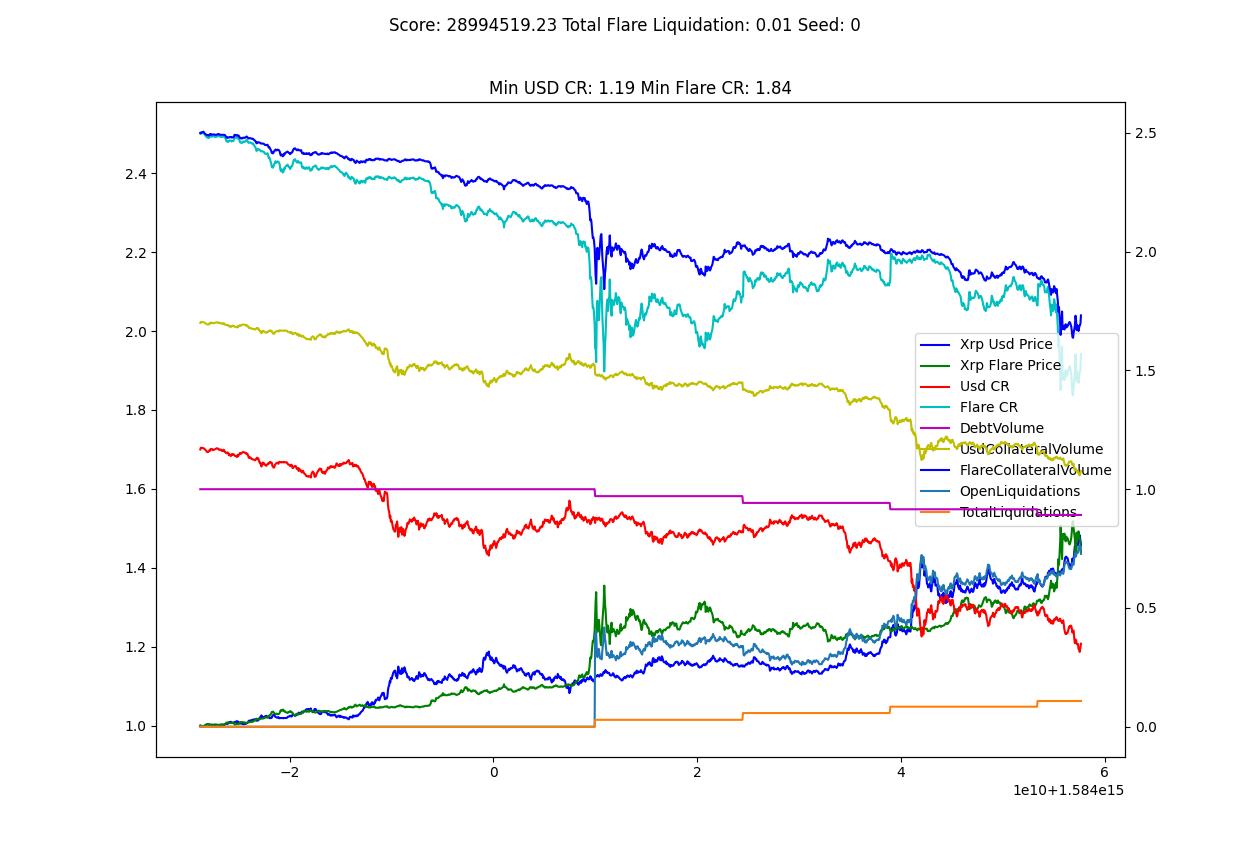 Score: 28994519.23 Total Flare Liquidation: 0.01 Seed: 0
Min USD CR: 1.19 Min Flare CR: 1.84
2.4
2.2
2.0
1.8
1.6
1.4
1.2
1.0
2.5
2.0
1.5
1.0
0.5
0.0
Xrp Usd Price
Xrp Flare Price
Usd CR
Flare CR
DebtVolume
UsdCollateralVolume
FlareCollateralVolume
OpenLiquidations
TotalLiquidations
−2 0 2 4 6
1e10+1.584e15